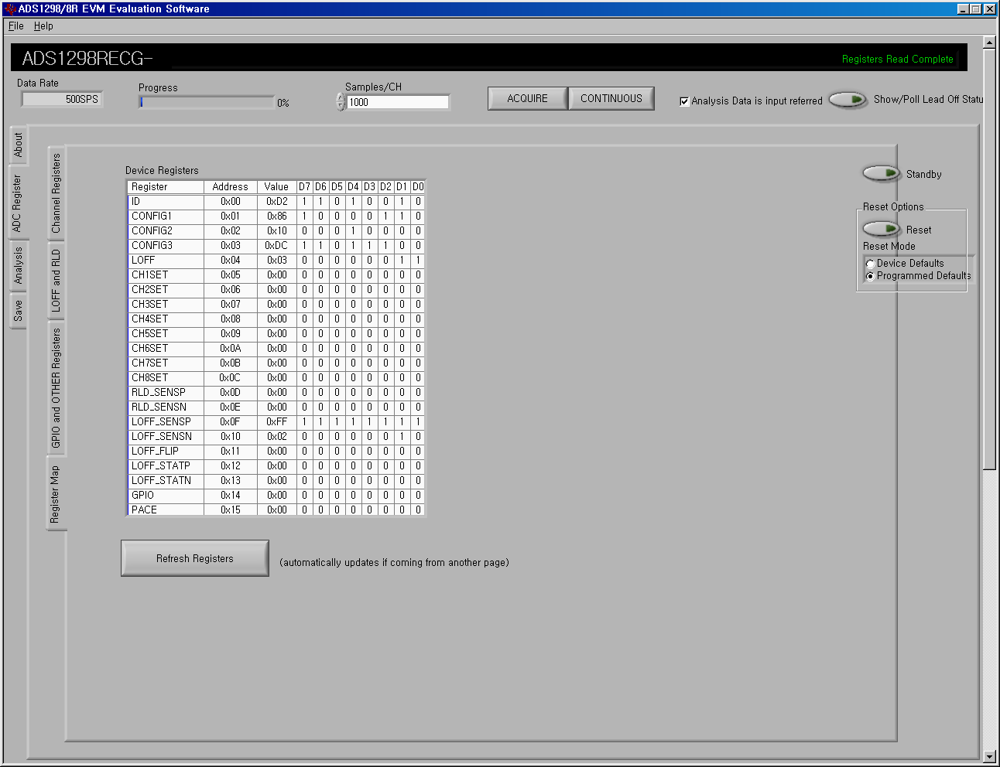 ADS1298/8R EVM Evaluation Software
File Help
ADS1298RECG-
Registers Read Complete
Data Rate
500SPS
Progress
0%
Samples/CH
1000
ACQUIRE
CONTINUOUS
Analysis Data is input referred
Show/Poll Lead Off Statu
About
ADC Register
Analysis
Save
Channel Registers
LOFF and RLD
GPIO and OTHER Registers
Register Map
Device Registers
Register Address Value D7 D6 D5 D4 D3 D2 D1 D0
ID 0x00 0xD2 1 1 0 1 0 0 1 0
CONFIG1 0x01 0x86 1 0 0 0 0 1 1 0
CONFIG2 0x02 0x10 0 0 0 1 0 0 0 0
CONFIG3 0x03 0xDC 1 1 0 1 1 1 0 0
LOFF 0x04 0x03 0 0 0 0 0 0 1 1
CH1SET 0x05 0x00 0 0 0 0 0 0 0 0
CH2SET 0x06 0x00 0 0 0 0 0 0 0 0
CH3SET 0x07 0x00 0 0 0 0 0 0 0 0
CH4SET 0x08 0x00 0 0 0 0 0 0 0 0
CH5SET 0x09 0x00 0 0 0 0 0 0 0 0
CH6SET 0x0A 0x00 0 0 0 0 0 0 0 0
CH7SET 0x0B 0x00 0 0 0 0 0 0 0 0
CH8SET 0x0C 0x00 0 0 0 0 0 0 0 0
RLD_SENSP 0x0D 0x00 0 0 0 0 0 0 0 0
RLD_SENSN 0x0E 0x00 0 0 0 0 0 0 0 0
LOFF_SENSP 0x0F 0xFF 1 1 1 1 1 1 1 1
LOFF_SENSN 0x10 0x02 0 0 0 0 0 0 1 0
LOFF_FLIP 0x11 0x00 0 0 0 0 0 0 0 0
LOFF_STATP 0x12 0x00 0 0 0 0 0 0 0 0
LOFF_STATN 0x13 0x00 0 0 0 0 0 0 0 0
GPIO 0x14 0x00 0 0 0 0 0 0 0 0
PACE 0x15 0x00 0 0 0 0 0 0 0 0
Refresh Registers
(automatically updates if coming from another page)
Standby
Reset Options
Reset
Reset Mode
Device Defaults
Programmed Defaults